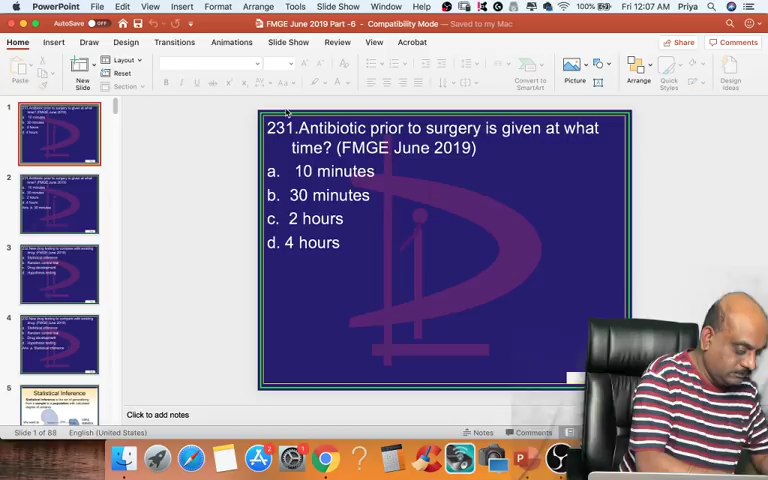 PowerPoint File Edit View Insert Format Arrange Tools Slide Show Window Help 100% Fri 12:07 AM Priya
AutoSave OFF FMGE June 2019 Part -6 - Compatibility Mode — Saved to my Mac
Home Insert Draw Design Transitions Animations Slide Show Review View Acrobat Share Comments
Paste New Slide Layout Reset Section Convert to SmartArt Picture Arrange Quick Styles Design Ideas
231.Antibiotic prior to surgery is given at what
time? (FMGE June 2019)
a. 10 minutes
b. 30 minutes
c. 2 hours
d. 4 hours
1
2
3
4
5
Statistical Inference
Click to add notes
Slide 1 of 88 English (United States) Notes Comments